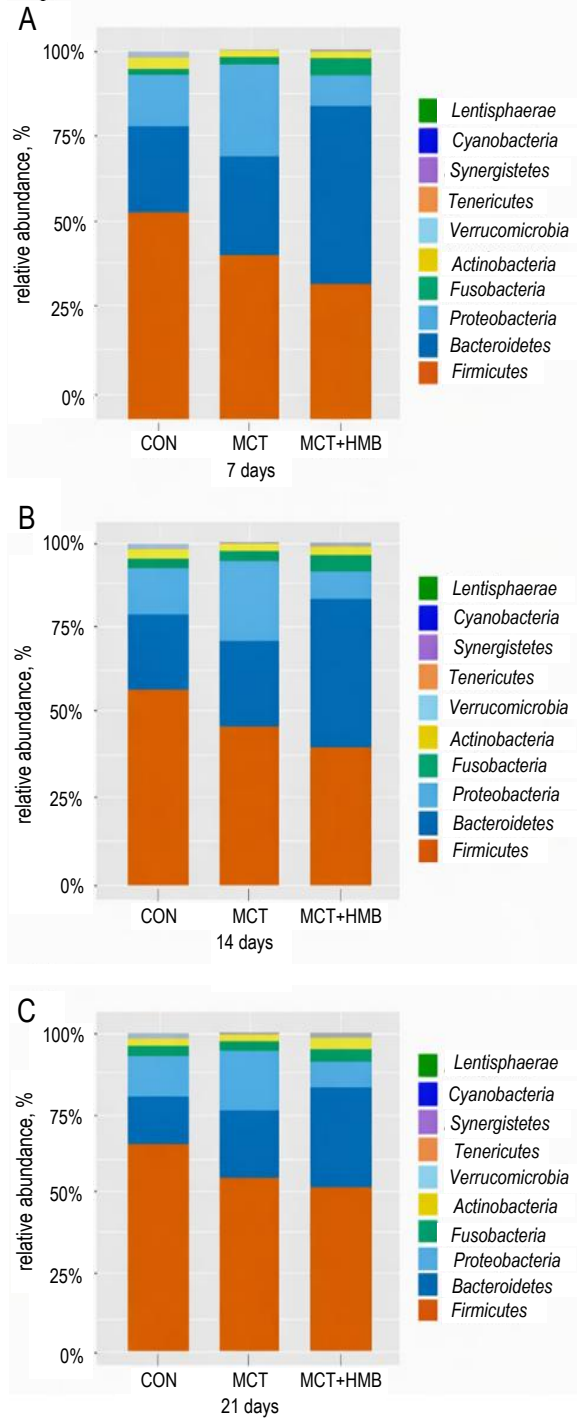 A
100%
75%
50%
25%
0%
relative abundance, %
CON MCT MCT+HMB
7 days
Lentisphaerae
Cyanobacteria
Synergistetes
Tenericutes
Verrucomicrobia
Actinobacteria
Fusobacteria
Proteobacteria
Bacteroidetes
Firmicutes
B
100%
75%
50%
25%
0%
relative abundance, %
CON MCT MCT+HMB
14 days
Lentisphaerae
Cyanobacteria
Synergistetes
Tenericutes
Verrucomicrobia
Actinobacteria
Fusobacteria
Proteobacteria
Bacteroidetes
Firmicutes
C
100%
75%
50%
25%
0%
relative abundance, %
CON MCT MCT+HMB
21 days
Lentisphaerae
Cyanobacteria
Synergistetes
Tenericutes
Verrucomicrobia
Actinobacteria
Fusobacteria
Proteobacteria
Bacteroidetes
Firmicutes